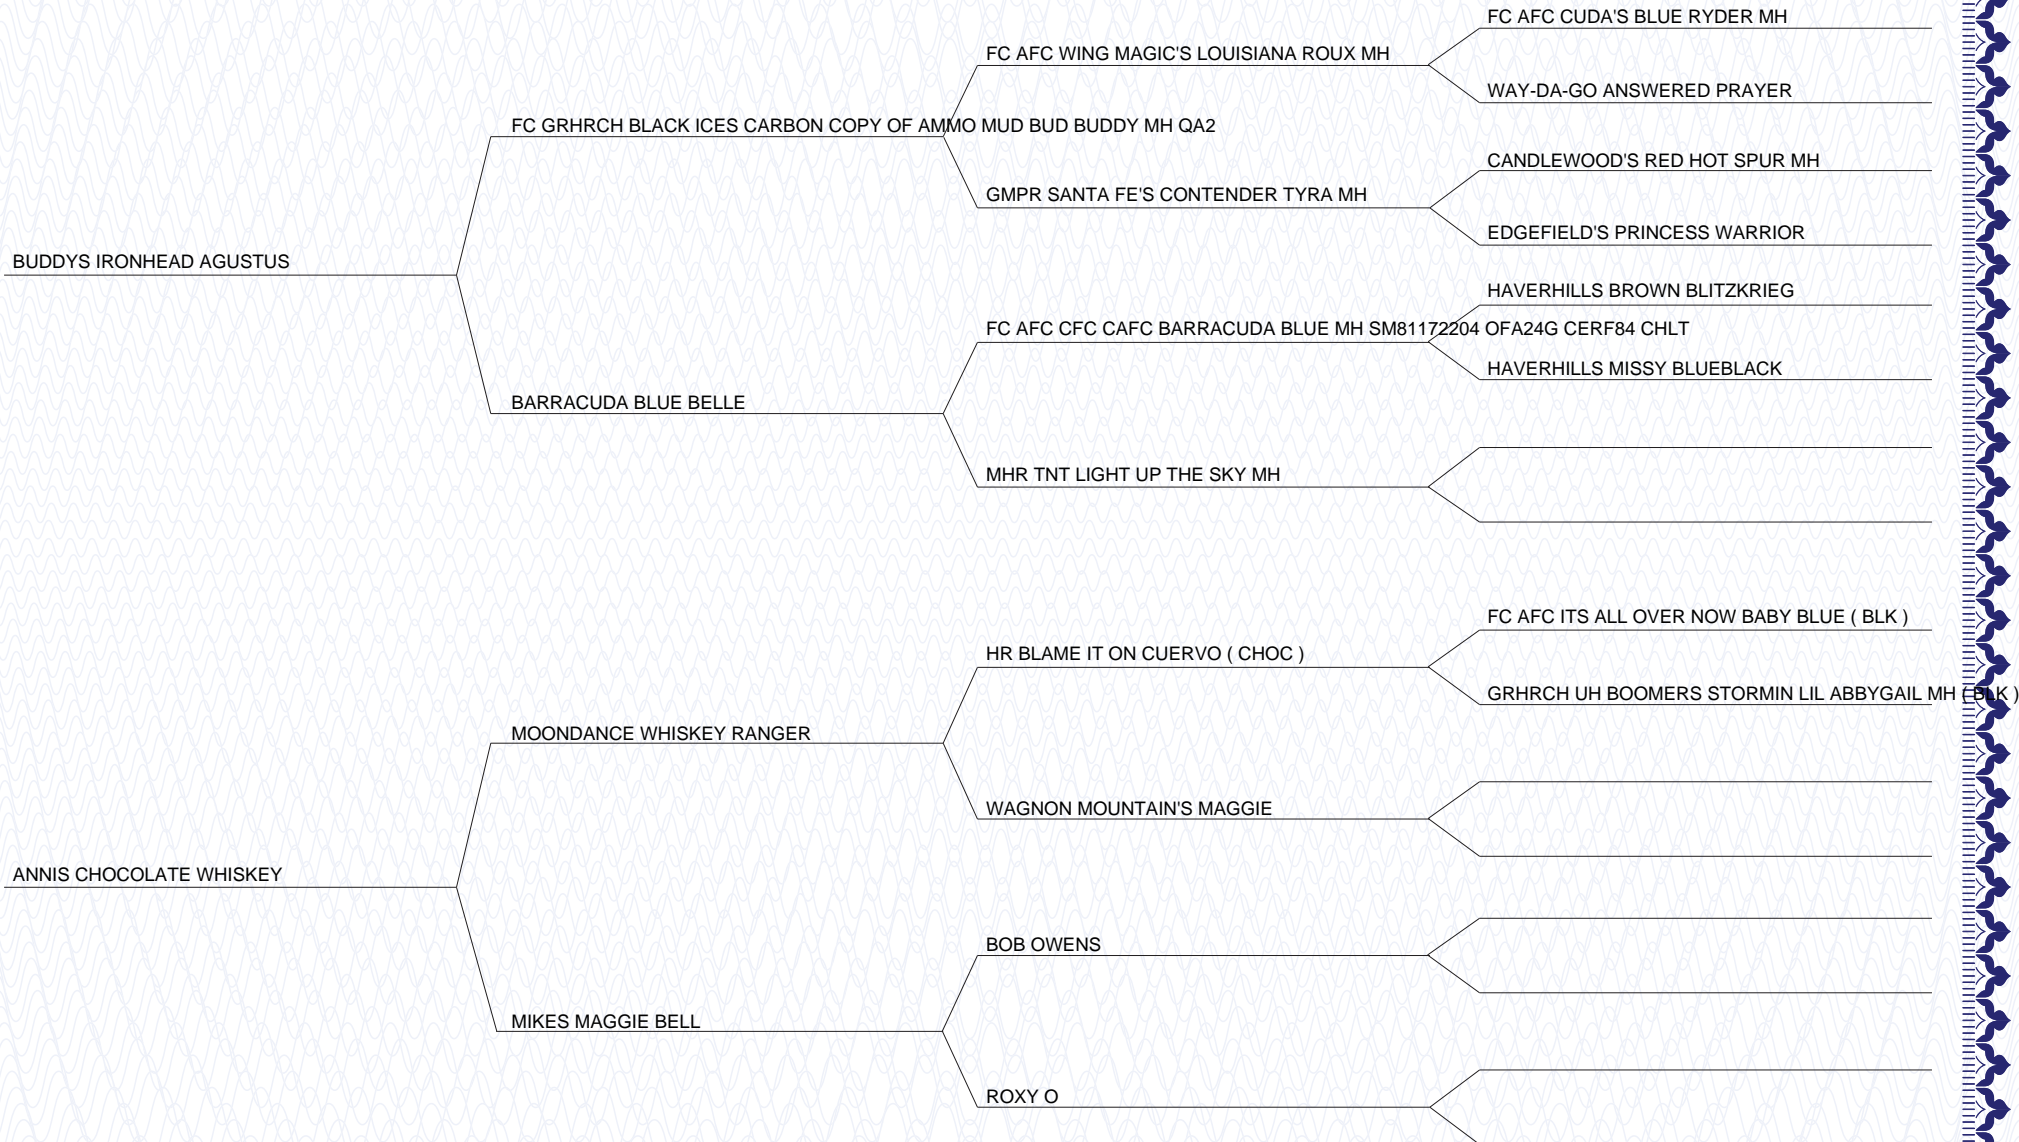 FC AFC CUDA'S BLUE RYDER MH
FC AFC WING MAGIC'S LOUISIANA ROUX MH
WAY-DA-GO ANSWERED PRAYER
FC GRHRCH BLACK ICES CARBON COPY OF AMMO MUD BUD BUDDY MH QA2
CANDLEWOOD'S RED HOT SPUR MH
GMPR SANTA FE'S CONTENDER TYRA MH
EDGEFIELD'S PRINCESS WARRIOR
BUDDYS IRONHEAD AGUSTUS
HAVERHILLS BROWN BLITZKRIEG
FC AFC CFC CAFC BARRACUDA BLUE MH SM81172204 OFA24G CERF84 CHLT
HAVERHILLS MISSY BLUEBLACK
BARRACUDA BLUE BELLE
MHR TNT LIGHT UP THE SKY MH
FC AFC ITS ALL OVER NOW BABY BLUE ( BLK )
HR BLAME IT ON CUERVO ( CHOC )
GRHRCH UH BOOMERS STORMIN LIL ABBYGAIL MH ( BLK )
MOONDANCE WHISKEY RANGER
WAGNON MOUNTAIN'S MAGGIE
ANNIS CHOCOLATE WHISKEY
BOB OWENS
MIKES MAGGIE BELL
ROXY O